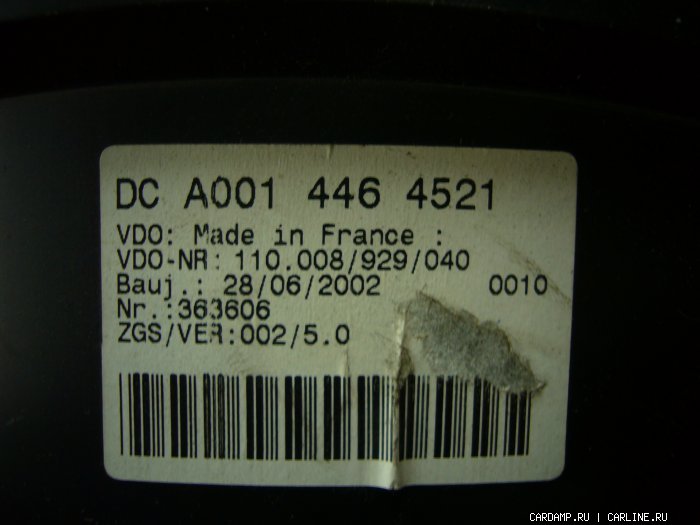 DC A001 446 4521
VDO: Made in France :
VDO-NR: 110.008/929/040
Bauj.: 28/06/2002 0010
Nr.:363606
ZGS/VER:002/5.0
CARDAMP.RU | CARLINE.RU